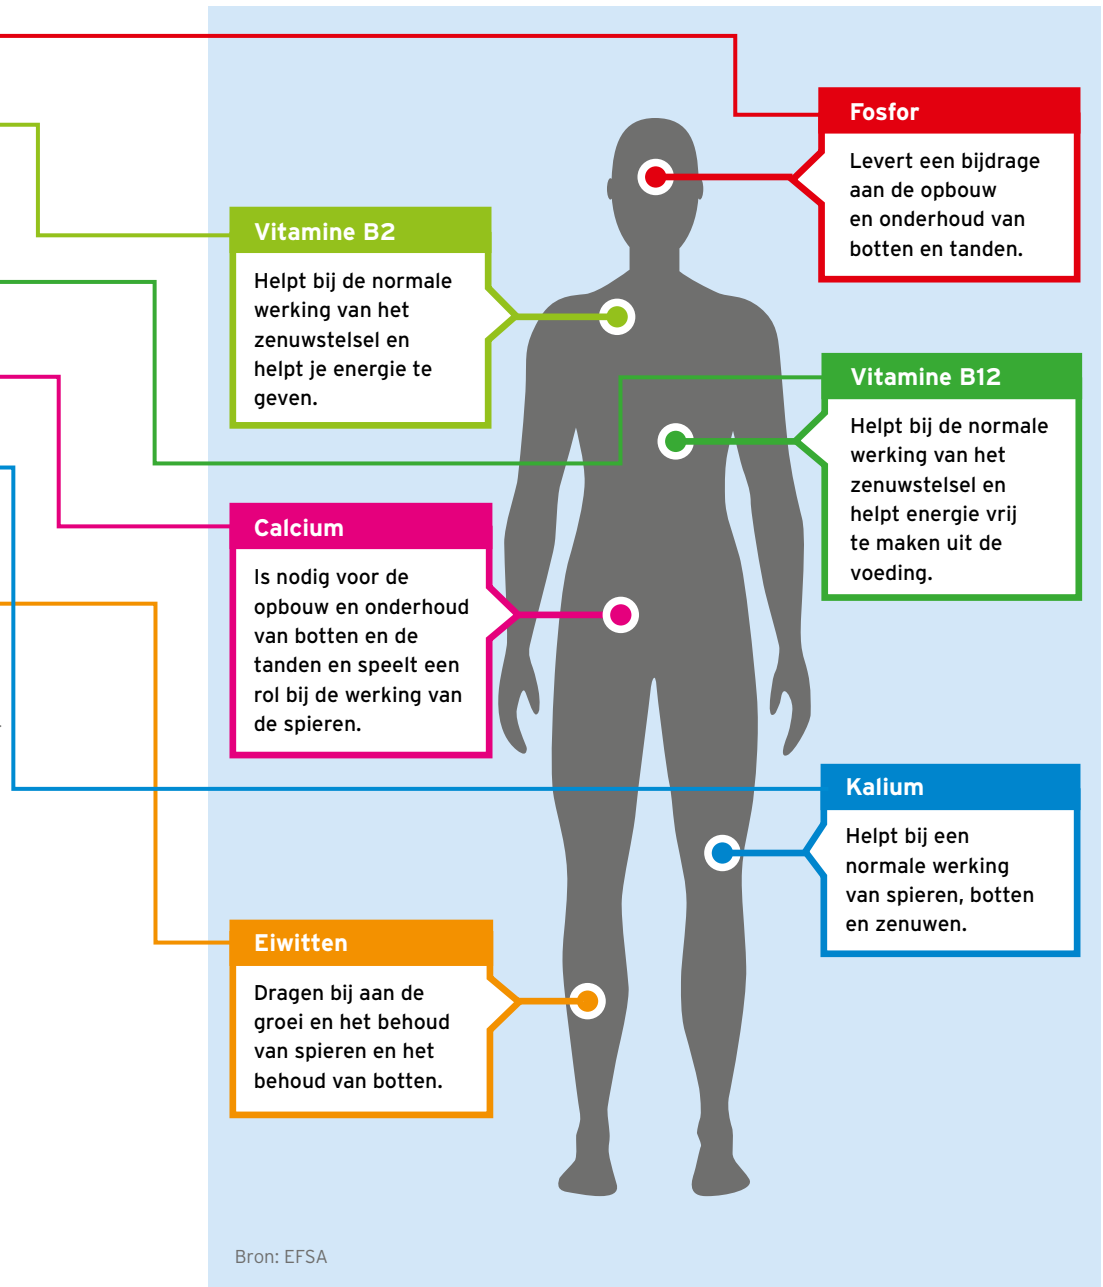 Fosfor
Levert een bijdrage
aan de opbouw
en onderhoud van
botten en tanden.
Vitamine B2
Helpt bij de normale
werking van het
zenuwstelsel en
helpt je energie te
geven.
Vitamine B12
Helpt bij de normale
werking van het
zenuwstelsel en
helpt energie vrij
te maken uit de
voeding.
Calcium
Is nodig voor de
opbouw en onderhoud
van botten en de
tanden en speelt een
rol bij de werking van
de spieren.
Kalium
Helpt bij een
normale werking
van spieren, botten
en zenuwen.
Eiwitten
Dragen bij aan de
groei en het behoud
van spieren en het
behoud van botten.
Bron: EFSA